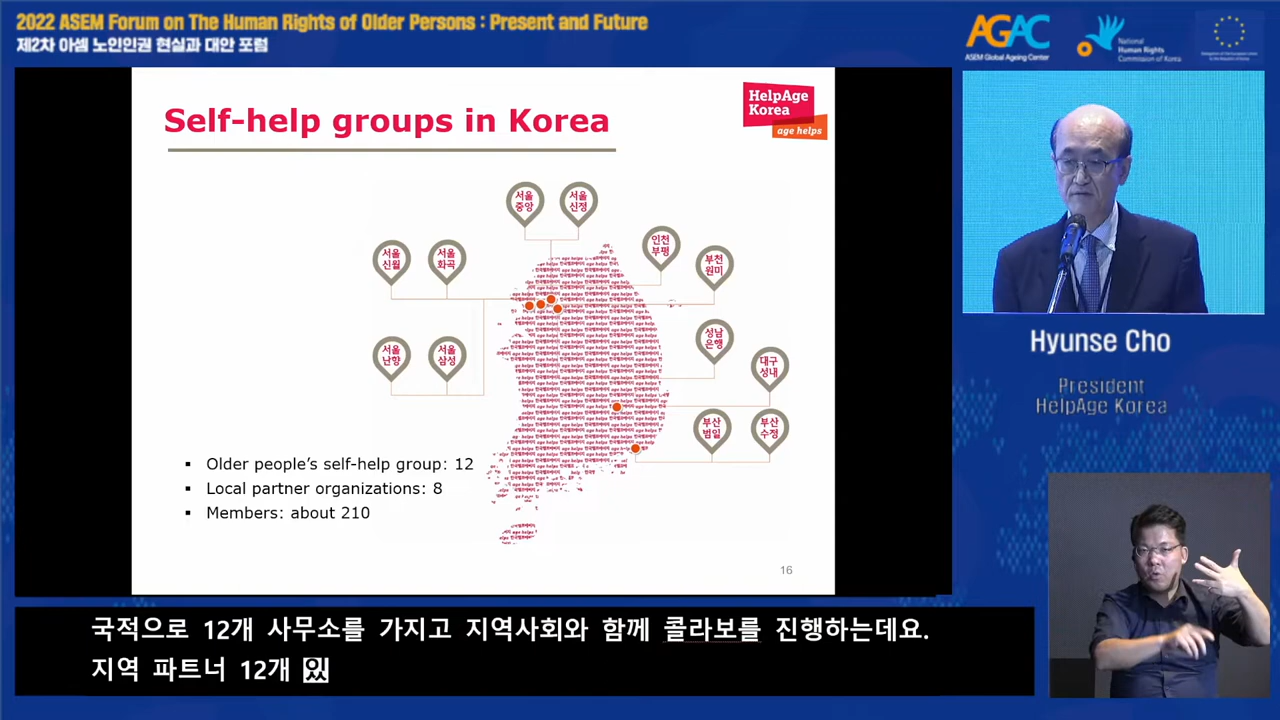 2022 ASEM Forum on The Human Rights of Older Persons : Present and Future
제2차 아셈 노인인권 현실과 대안 포럼
AGAC
ASEM Global Ageing Center
National
Human Rights
Commission of Korea
Self-help groups in Korea
HelpAge
Korea
age helps
서울
중앙
서울
신정
서울
신월
서울
화곡
인천
부평
부천
원미
서울
난향
서울
삼성
성남
은행
대구
성내
부산
범일
부산
수정
▪ Older people's self-help group: 12
▪ Local partner organizations: 8
▪ Members: about 210
16
Hyunse Cho
President
HelpAge Korea
국적으로 12개 사무소를 가지고 지역사회와 함께 콜라보를 진행하는데요.
지역 파트너 12개 있